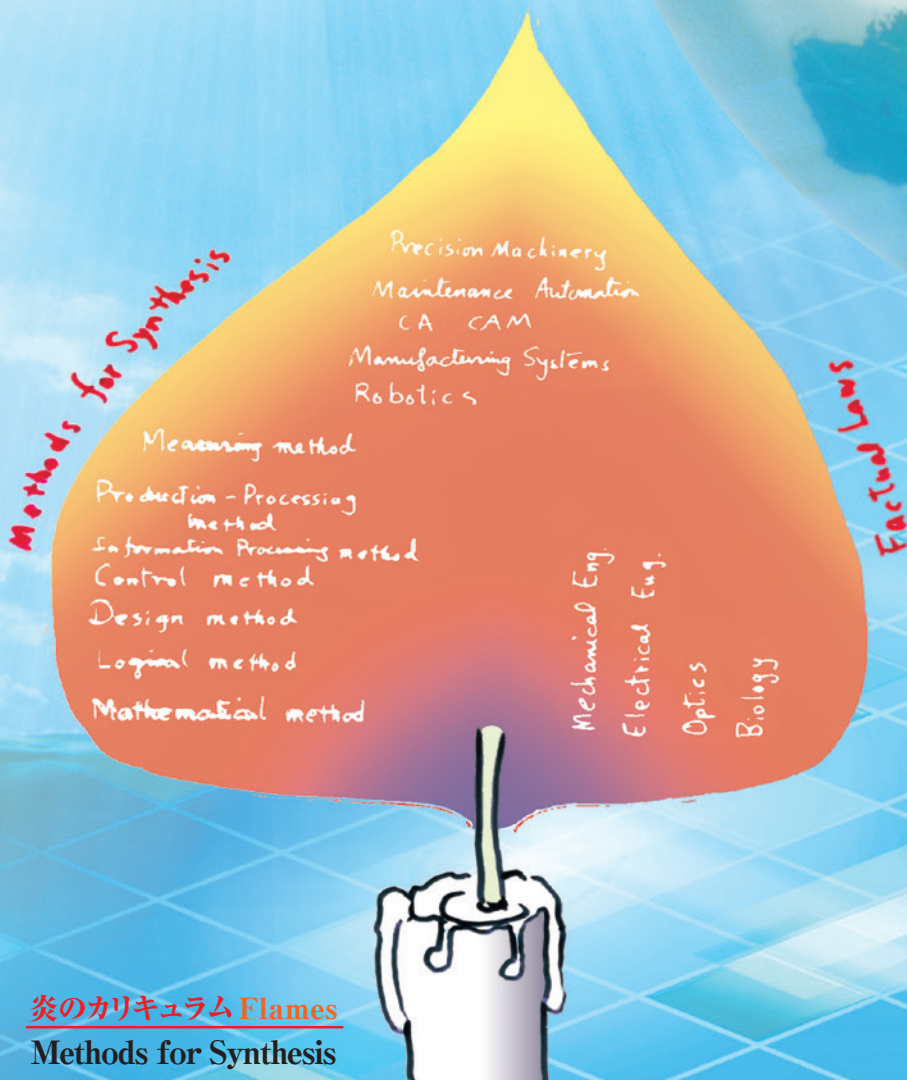 Precision Machinery
Maintenance Automation
CA CAM
Manufacturing Systems
Robotics
Methods for Synthesis
Measuring method
Production-Processing
method
Information Processing method
Control method
Design method
Logical method
Mathematical method
Mechanical Eng.
Electrical Eng.
Optics
Biology
Factual Laws
炎のカリキュラム Flames
Methods for Synthesis